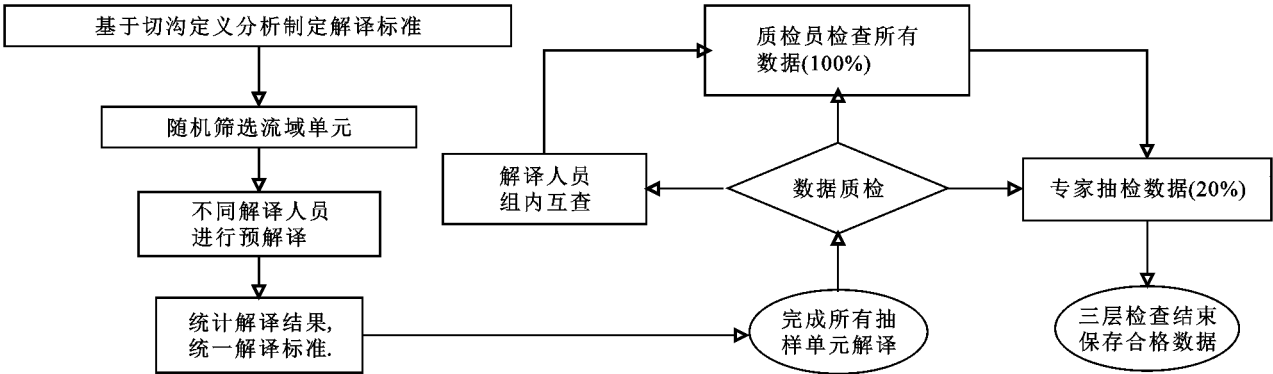 基于切沟定义分析制定解译标准
随机筛选流域单元
不同解译人员
进行预解译
统计解译结果,
统一解译标准.
完成所有抽
样单元解译
数据质检
解译人员
组内互查
质检员检查所有
数据(100%)
专家抽检数据(20%)
三层检查结束
保存合格数据